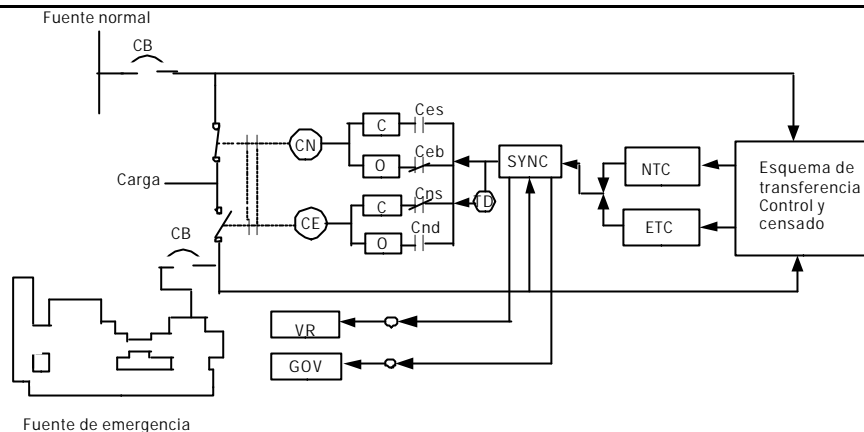 Fuente normal
CB
Ces
C
CN
Ceb
O
SYNC
NTC
Esquema de
transferencia
Control y
censado
Carga
Cns
C
TD
CE
Cnd
O
ETC
CB
VR
GOV
Fuente de emergencia